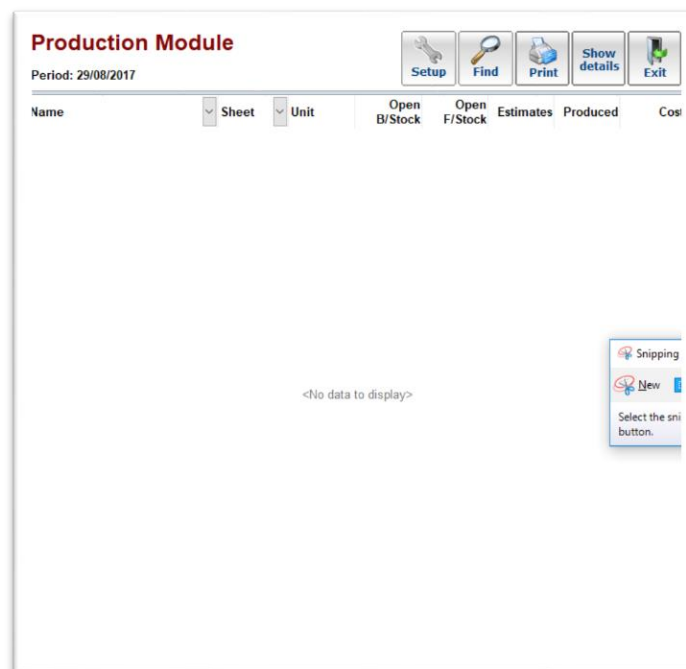 Production Module
Period: 29/08/2017
Setup
Find
Print
Show
details
Exit
Name Sheet Unit Open Open Estimates Produced
B/Stock F/Stock
<No data to display>
Snipping
New
Select the
button.